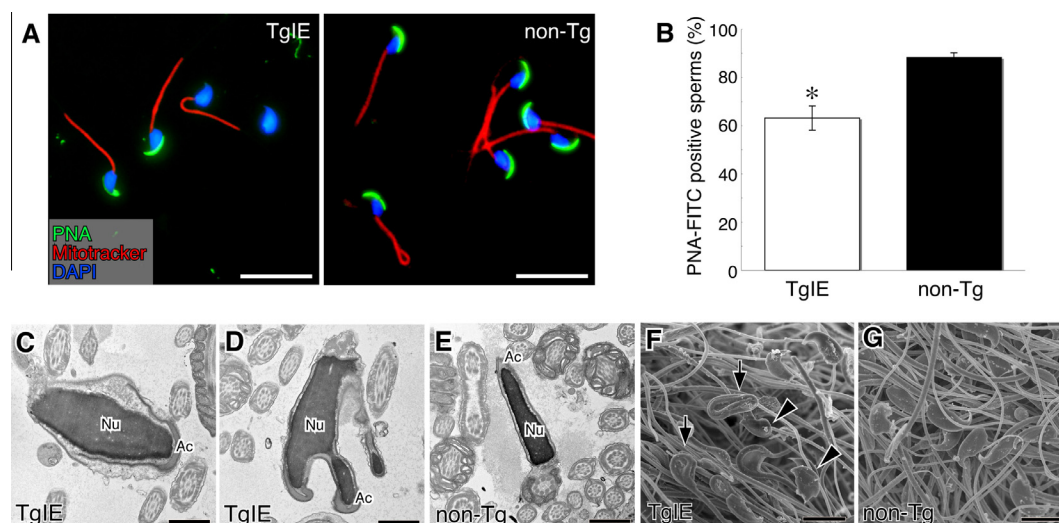 A
TgIE
non-Tg
PNA
Mitotracker
DAPI
B
PNA-FITC positive sperms (%)
100
80
60
40
20
0
*
TgIE
non-Tg
C
Nu
Ac
TgIE
D
Nu
Ac
TgIE
E
Ac
Nu
non-Tg
F
TgIE
G
non-Tg